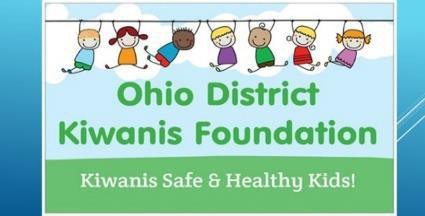 Ohio District
Kiwanis Foundation
Kiwanis Safe & Healthy Kids!